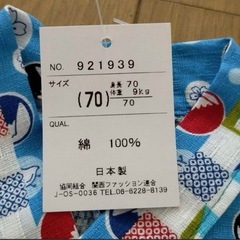 NO. 921939
サイズ 身長 70
(70) 体重 9kg
70
QUAL.
綿 100%
日本製
協同組合 関西ファッション連合
J-OS-0036 TEL 06-6228-8139